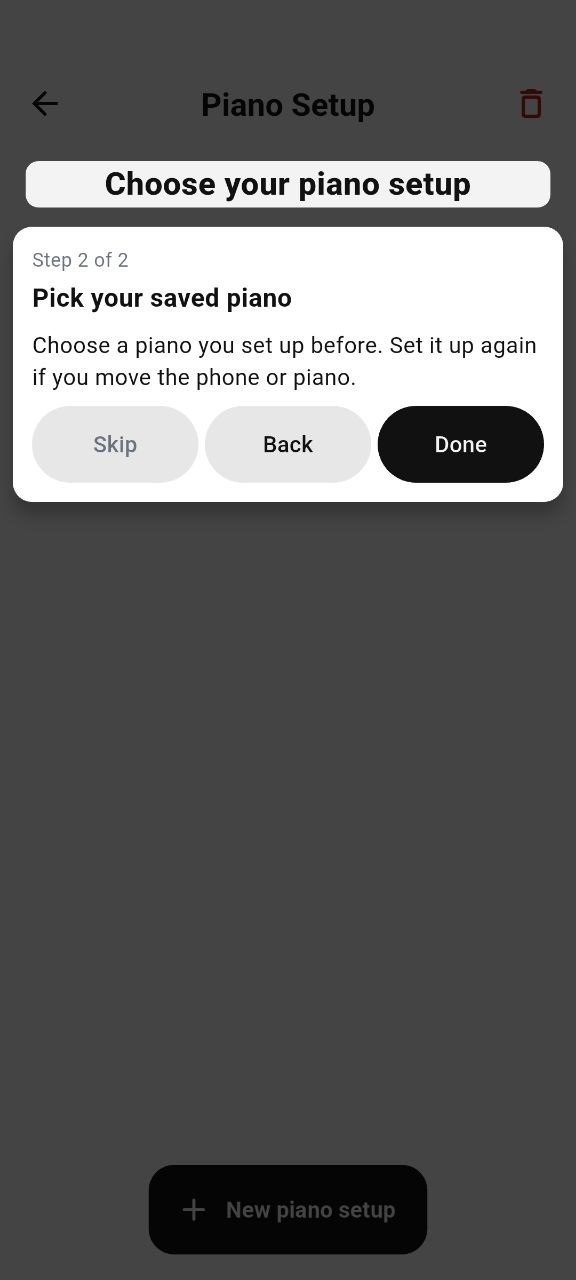 Piano Setup
Choose your piano setup
Step 2 of 2
Pick your saved piano
Choose a piano you set up before. Set it up again
if you move the phone or piano.
Skip
Back
Done
New piano setup